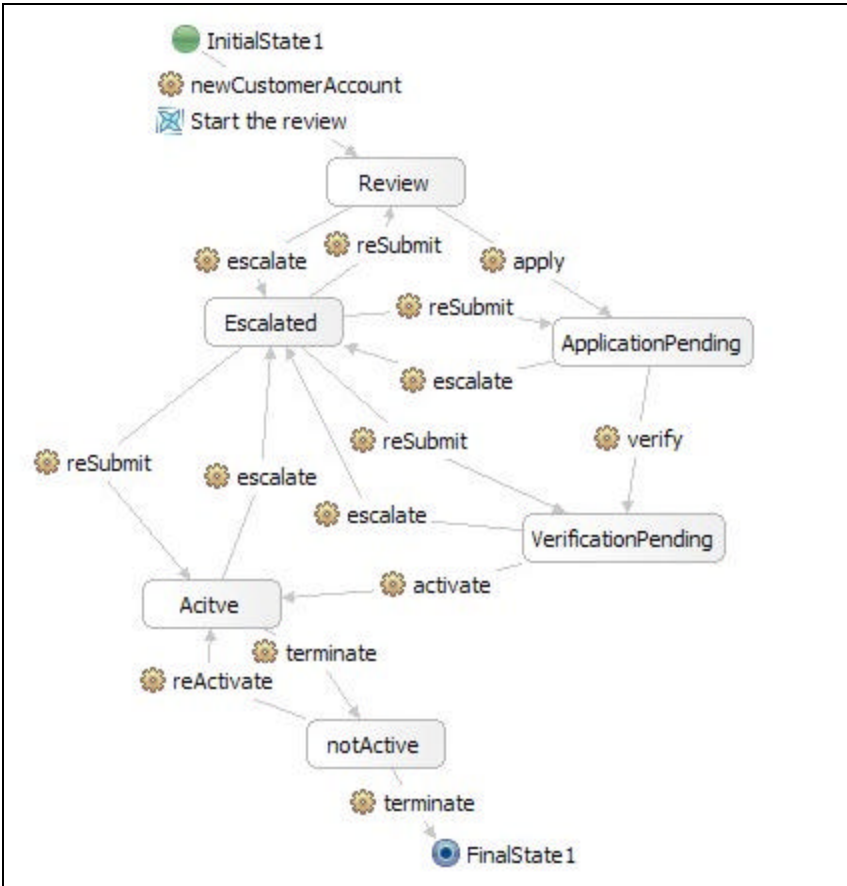 InitialState1
newCustomerAccount
Start the review
Review
escalate
reSubmit
apply
Escalated
reSubmit
ApplicationPending
escalate
reSubmit
verify
reSubmit
escalate
escalate
VerificationPending
activate
Acitve
terminate
reActivate
notActive
terminate
FinalState1